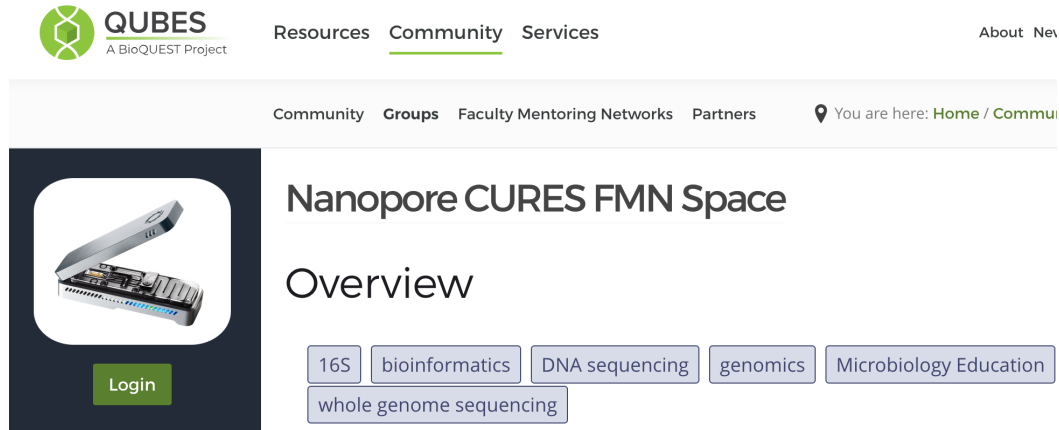 QUBES
A BioQUEST Project
Resources Community Services
About
Community Groups Faculty Mentoring Networks Partners
You are here: Home /
Nanopore CURES FMN Space
Overview
16S bioinformatics DNA sequencing genomics Microbiology Education
whole genome sequencing
Login